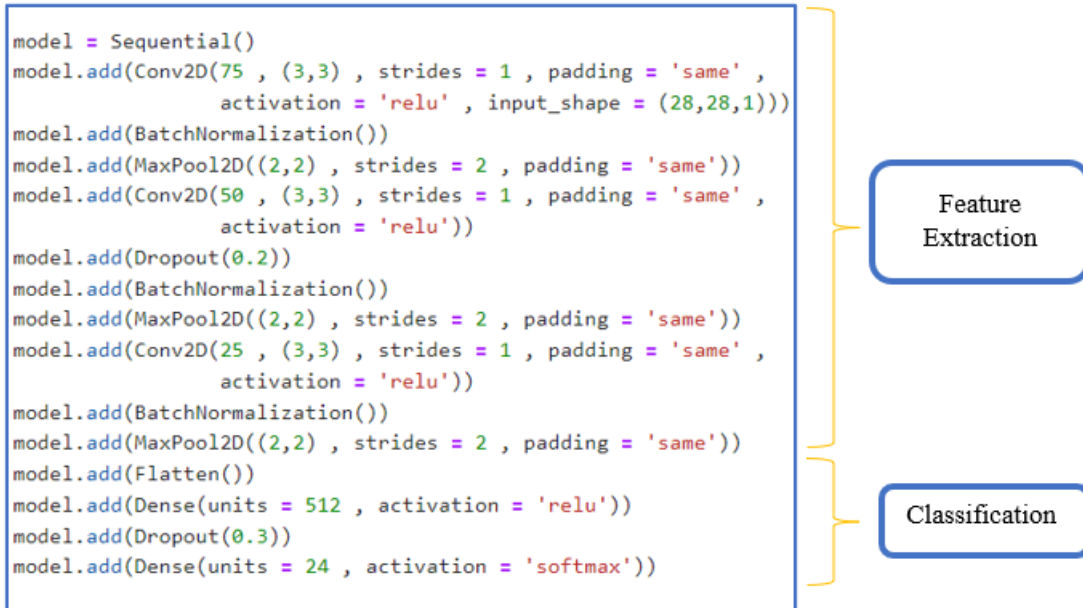 model = Sequential()
model.add(Conv2D(75 , (3,3) , strides = 1 , padding = 'same' ,
activation = 'relu' , input_shape = (28,28,1)))
model.add(BatchNormalization())
model.add(MaxPool2D((2,2) , strides = 2 , padding = 'same'))
model.add(Conv2D(50 , (3,3) , strides = 1 , padding = 'same' ,
activation = 'relu'))
model.add(Dropout(0.2))
model.add(BatchNormalization())
model.add(MaxPool2D((2,2) , strides = 2 , padding = 'same'))
model.add(Conv2D(25 , (3,3) , strides = 1 , padding = 'same' ,
activation = 'relu'))
model.add(BatchNormalization())
model.add(MaxPool2D((2,2) , strides = 2 , padding = 'same'))
model.add(Flatten())
model.add(Dense(units = 512 , activation = 'relu'))
model.add(Dropout(0.3))
model.add(Dense(units = 24 , activation = 'softmax'))
Feature
Extraction
Classification